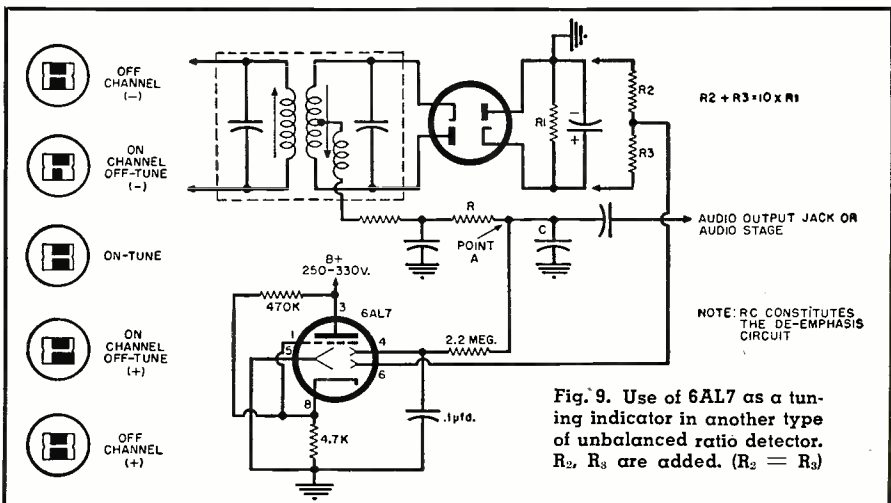 OFF
CHANNEL
(–)
ON
CHANNEL
OFF-TUNE
(–)
ON-TUNE
ON
CHANNEL
OFF-TUNE
(+)
OFF
CHANNEL
(+)
R1
–
+
R2
R3
R2 + R3 = 10 x R1
R
POINT
A
C
AUDIO OUTPUT JACK OR
AUDIO STAGE
B+
250-330V.
470K
3
6AL7
1
5
4
6
8
2.2 MEG.
4.7K
.1µfd.
NOTE: RC CONSTITUTES
THE DE-EMPHASIS
CIRCUIT
Fig. 9. Use of 6AL7 as a tun-
ing indicator in another type
of unbalanced ratio detector.
R₂, R₃ are added. (R₂ = R₃)